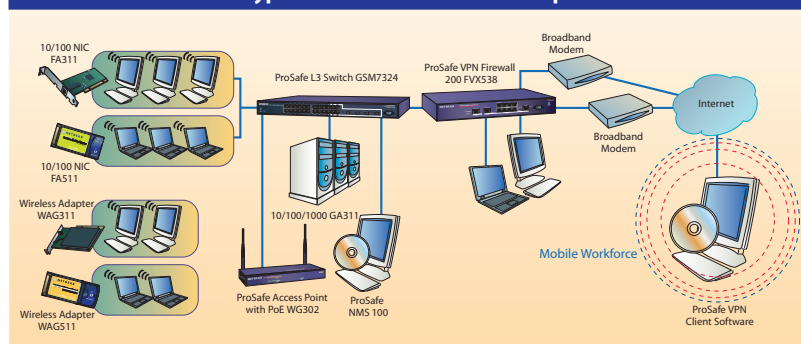 10/100 NIC
FA311
ProSafe L3 Switch GSM7324
ProSafe VPN Firewall
200 FVX538
Broadband
Modem
Internet
Broadband
Modem
10/100 NIC
FA511
10/100/1000 GA311
Wireless Adapter
WAG311
Mobile Workforce
ProSafe Access Point
with PoE WG302
ProSafe
NMS 100
ProSafe VPN
Client Software
Wireless Adapter
WAG511